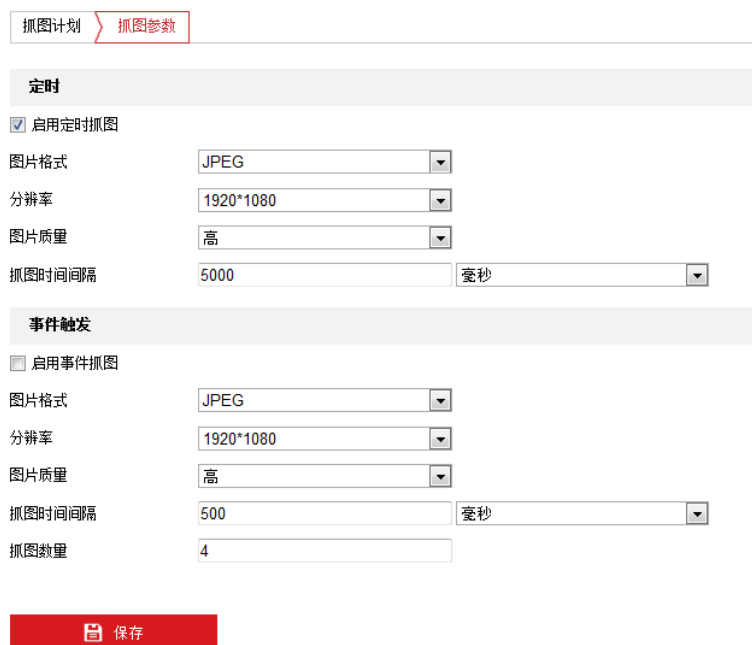 抓图计划 抓图参数
定时
启用定时抓图
图片格式 JPEG
分辨率 1920*1080
图片质量 高
抓图时间间隔 5000 毫秒
事件触发
启用事件抓图
图片格式 JPEG
分辨率 1920*1080
图片质量 高
抓图时间间隔 500 毫秒
抓图数量 4
保存